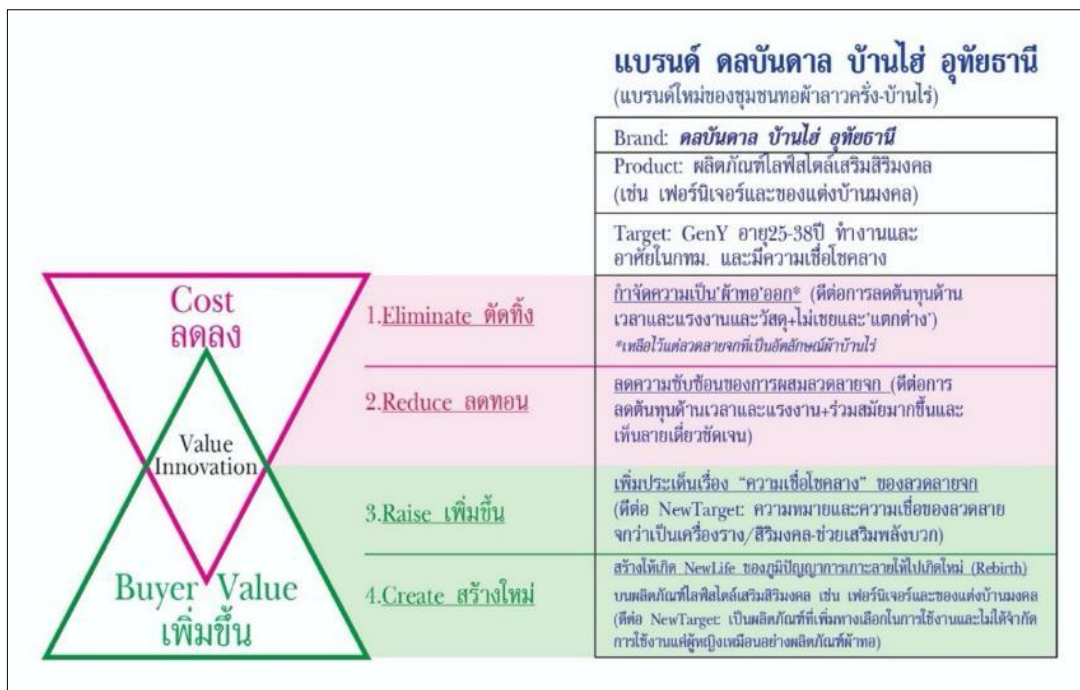 แบรนด์ ดลบันดาล บ้านไฮ่ อุทัยธานี
(แบรนด์ใหม่ของชุมชนทอผ้าลาวครั่ง-บ้านไร่)
Brand: ดลบันดาล บ้านไฮ่ อุทัยธานี
Product: ผลิตภัณฑ์ไลฟ์สไตล์เสริมสิริมงคล
(เช่น เฟอร์นิเจอร์และของแต่งบ้านมงคล)
Target: GenY อายุ25-38ปี ทำงานและ
อาศัยในกทม. และมีความเชื่อโชคลาง
Cost
ลดลง
Value
Innovation
Buyer Value
เพิ่มขึ้น
1.Eliminate ตัดทิ้ง
กำจัดความเป็น'ผ้าทอ'ออก* (ดีต่อการลดต้นทุนด้าน
เวลาและแรงงานและวัสดุ+ไม่เชยและ'แตกต่าง')
*เหลือไว้แต่ลวดลายจกที่เป็นอัตลักษณ์ผ้าบ้านไร่
2.Reduce ลดทอน
ลดความซับซ้อนของการผสมลวดลายจก (ดีต่อการ
ลดต้นทุนด้านเวลาและแรงงาน+ร่วมสมัยมากขึ้นและ
เห็นลายเดี่ยวชัดเจน)
3.Raise เพิ่มขึ้น
เพิ่มประเด็นเรื่อง "ความเชื่อโชคลาง" ของลวดลายจก
(ดีต่อ NewTarget: ความหมายและความเชื่อของลวดลาย
จกว่าเป็นเครื่องราง/สิริมงคล-ช่วยเสริมพลังบวก)
4.Create สร้างใหม่
สร้างให้เกิด NewLife ของภูมิปัญญาการเกาะลายให้ไปเกิดใหม่ (Rebirth)
บนผลิตภัณฑ์ไลฟ์สไตล์เสริมสิริมงคล เช่น เฟอร์นิเจอร์และของแต่งบ้านมงคล
(ดีต่อ NewTarget: เป็นผลิตภัณฑ์ที่เพิ่มทางเลือกในการใช้งานและไม่ได้จำกัด
การใช้งานแค่ผู้หญิงเหมือนอย่างผลิตภัณฑ์ผ้าทอ)